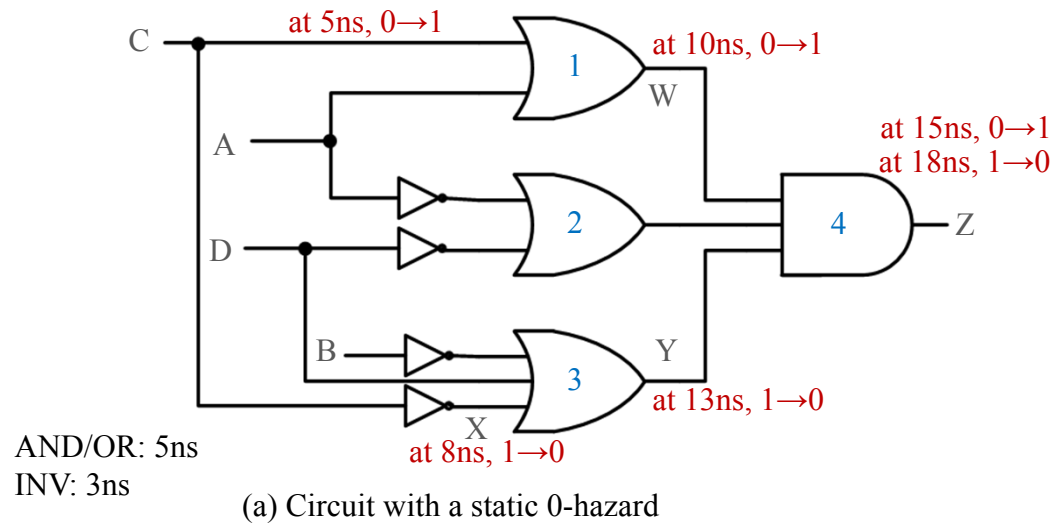 C
at 5ns, 0→1
1
at 10ns, 0→1
W
A
at 15ns, 0→1
at 18ns, 1→0
2
4
Z
D
B
3
Y
X
at 8ns, 1→0
at 13ns, 1→0
AND/OR: 5ns
INV: 3ns
(a) Circuit with a static 0-hazard